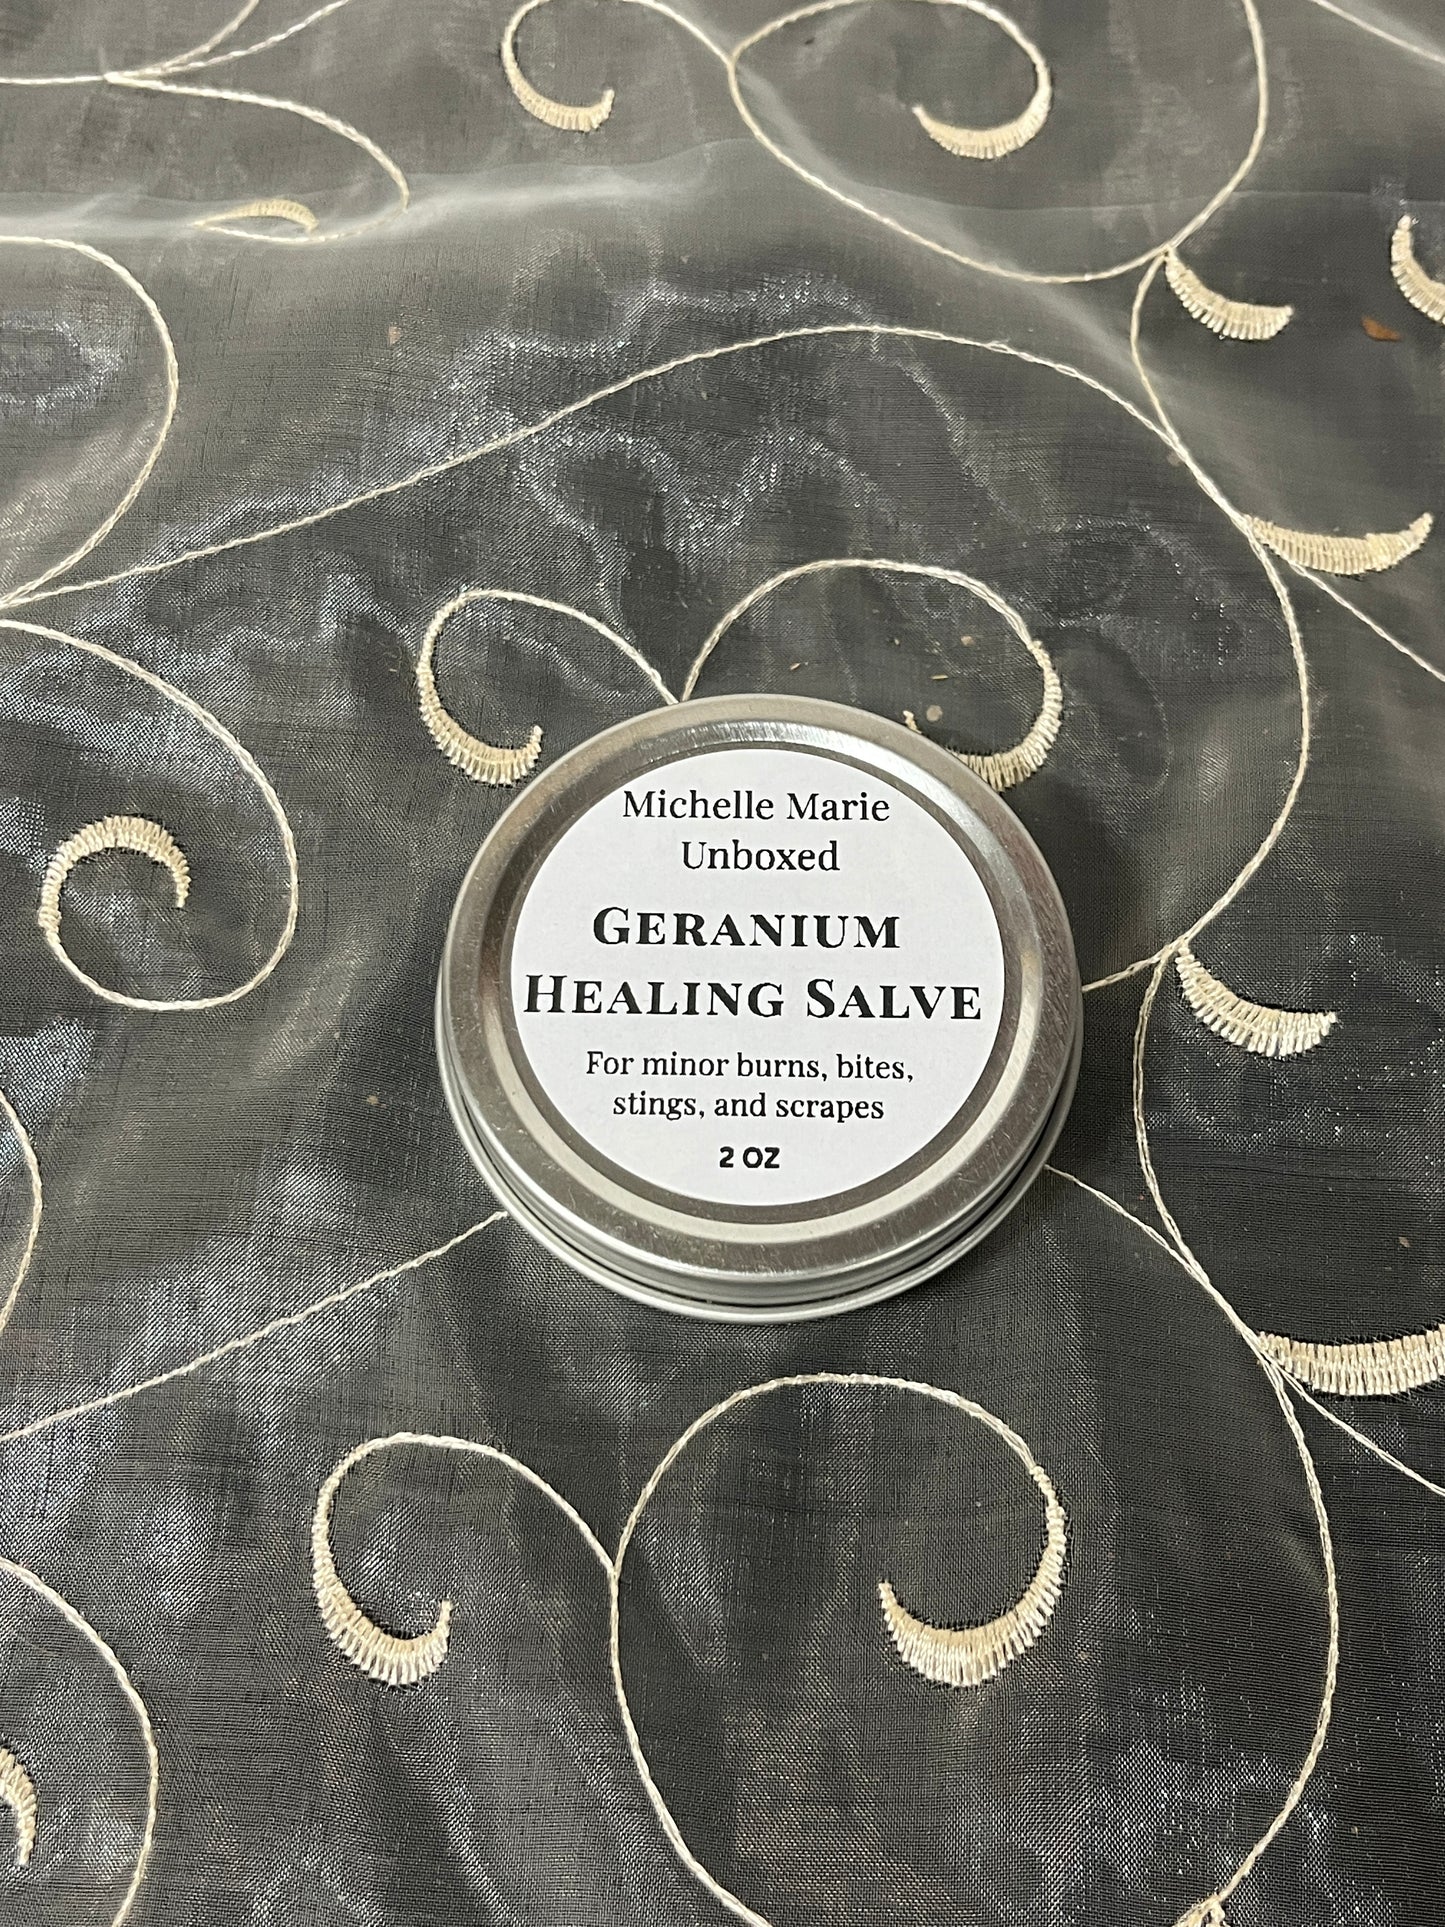 Michelle Marie
Unboxed
GERANIUM
HEALING SALVE
For minor burns, bites,
stings, and scrapes
2 OZ